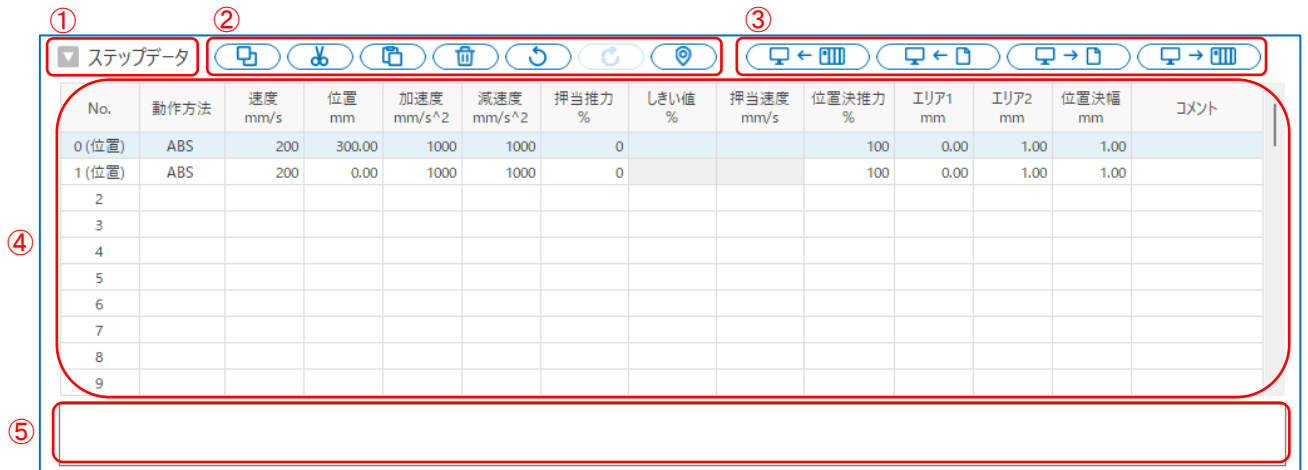 ① ② ③
ステップデータ
No. 動作方法 速度 mm/s 位置 mm 加速度 mm/s^2 減速度 mm/s^2 押当推力 % しきい値 % 押当速度 mm/s 位置決推力 % エリア1 mm エリア2 mm 位置決幅 mm コメント
0 (位置) ABS 200 300.00 1000 1000 0 100 0.00 1.00 1.00
1 (位置) ABS 200 0.00 1000 1000 0 100 0.00 1.00 1.00
2
3
④ 4
5
6
7
8
9
⑤